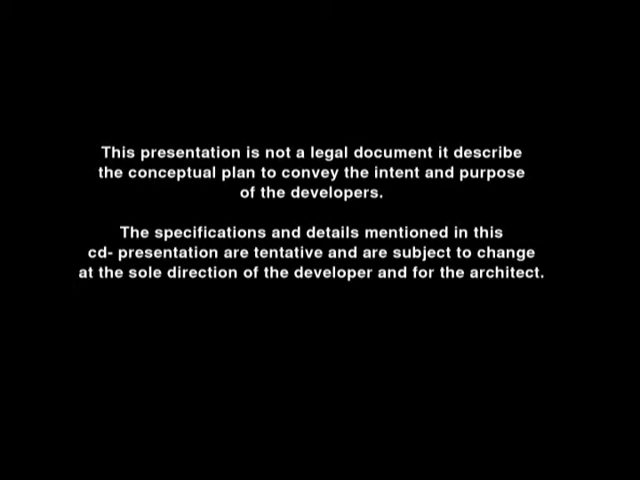 This presentation is not a legal document it describe
the conceptual plan to convey the intent and purpose
of the developers.
The specifications and details mentioned in this
cd- presentation are tentative and are subject to change
at the sole direction of the developer and for the architect.